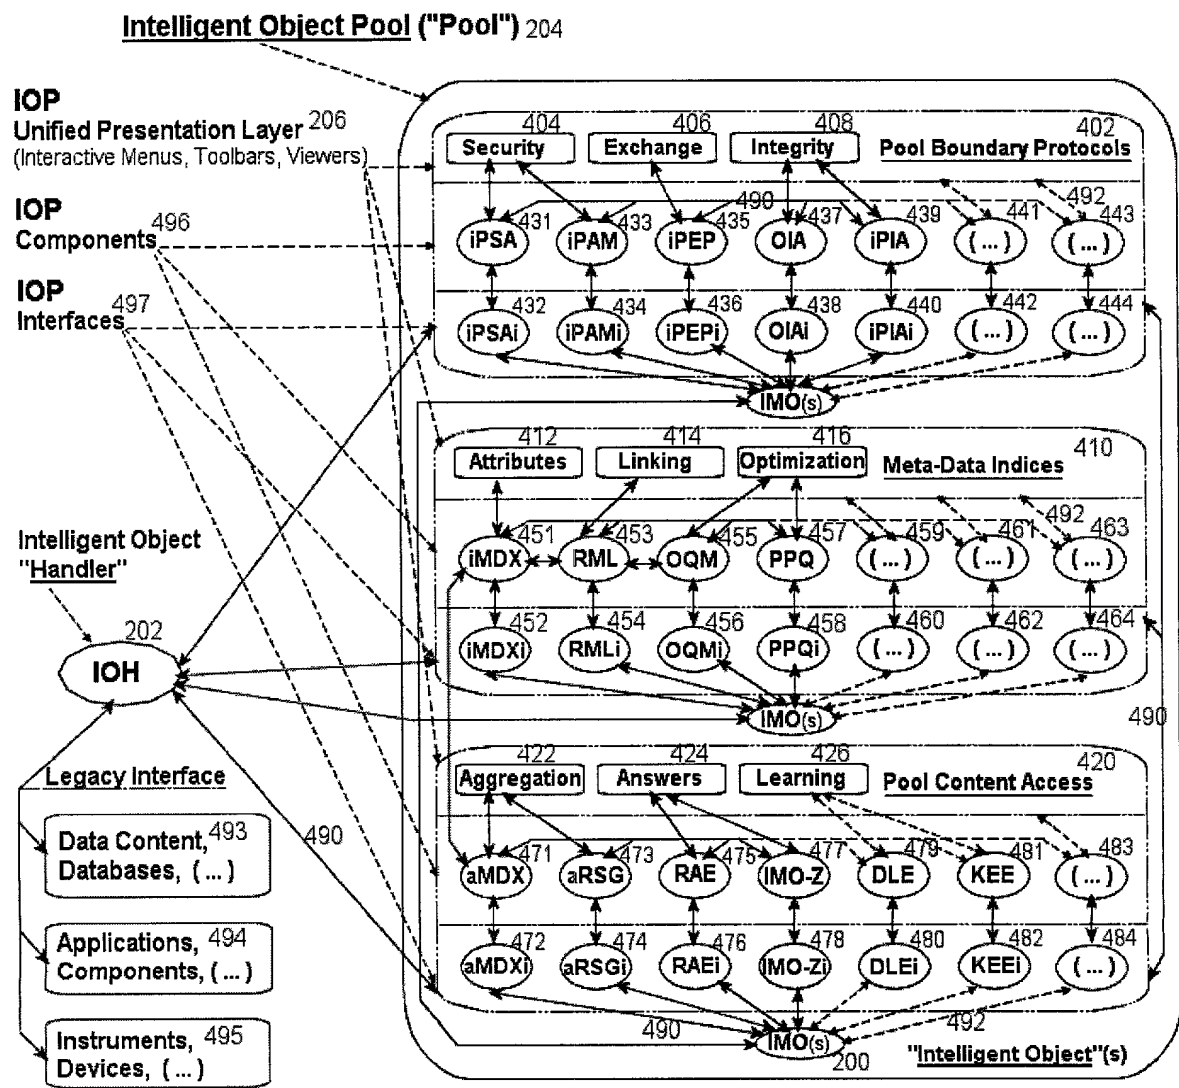 Intelligent Object Pool ("Pool") 204
IOP
Unified Presentation Layer 206
(Interactive Menus, Toolbars, Viewers)
IOP
Components 496
IOP
Interfaces 497
404 406 408 402
Security Exchange Integrity Pool Boundary Protocols
490 492
431 433 435 437 439 441 443
iPSA iPAM iPEP OIA iPIA (...) (...)
432 434 436 438 440 442 444
iPSAi iPAMi iPEPi OIAi iPIAi (...) (...)
IMO(s)
412 414 416 410
Attributes Linking Optimization Meta-Data Indices
492
451 453 455 457 459 461 463
iMDX RML OQM PPQ (...) (...) (...)
452 454 456 458 460 462 464
iMDXi RMLi OQMi PPQi (...) (...) (...)
IMO(s)
490
Intelligent Object
"Handler"
202
IOH
Legacy Interface
490
Data Content, 493
Databases, (...)
Applications, 494
Components, (...)
Instruments, 495
Devices, (...)
422 424 426 420
Aggregation Answers Learning Pool Content Access
471 473 475 477 479 481 483
aMDX aRSG RAE IMO-Z DLE KEE (...)
472 474 476 478 480 482 484
aMDXi aRSGi RAEi IMO-Zi DLEi KEEi (...)
490 492
IMO(s)
200
"Intelligent Object"(s)